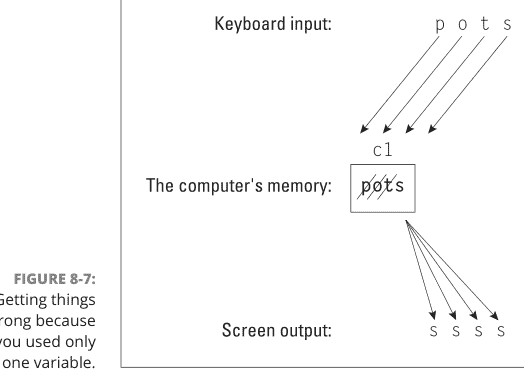 Keyboard input: p o t s
c1
The computer's memory: pots
Screen output: s s s s
FIGURE 8-7:
Getting things
because
you used only
one variable.